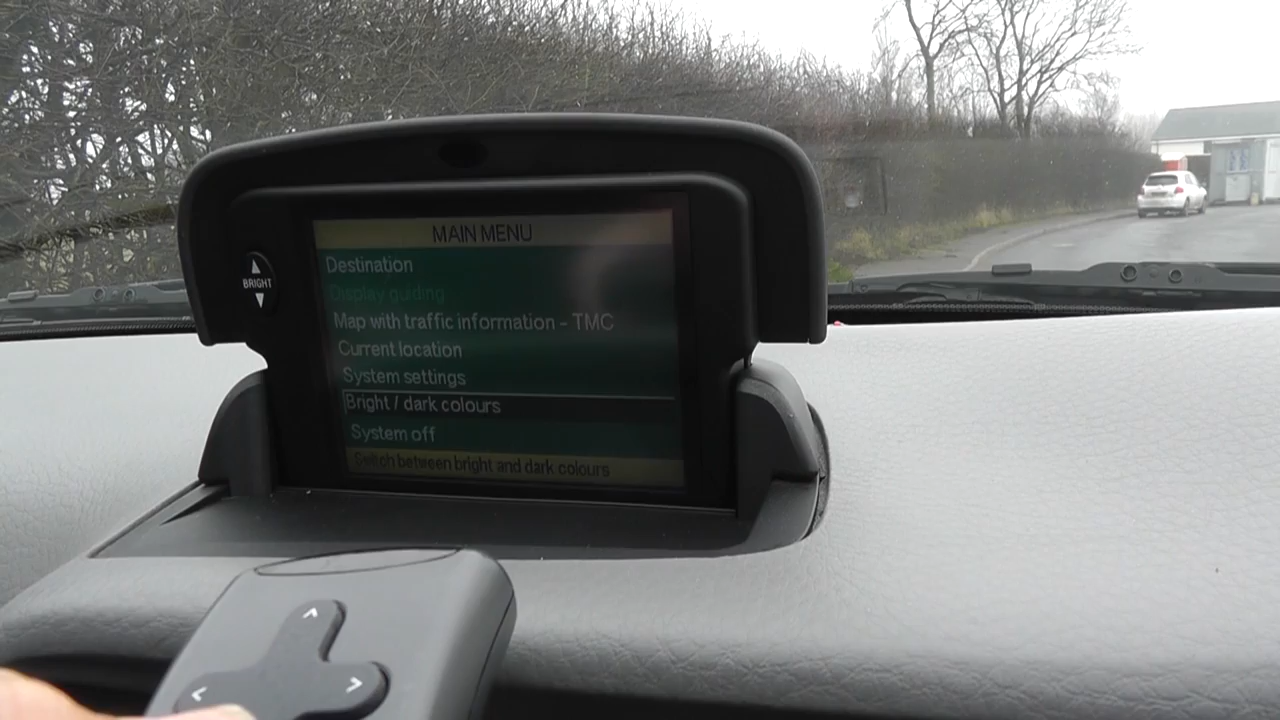 MAIN MENU
Destination
Display guiding
BRIGHT
Map with traffic information - TMC
Current location
System settings
Bright / dark colours
System off
Switch between bright and dark colours